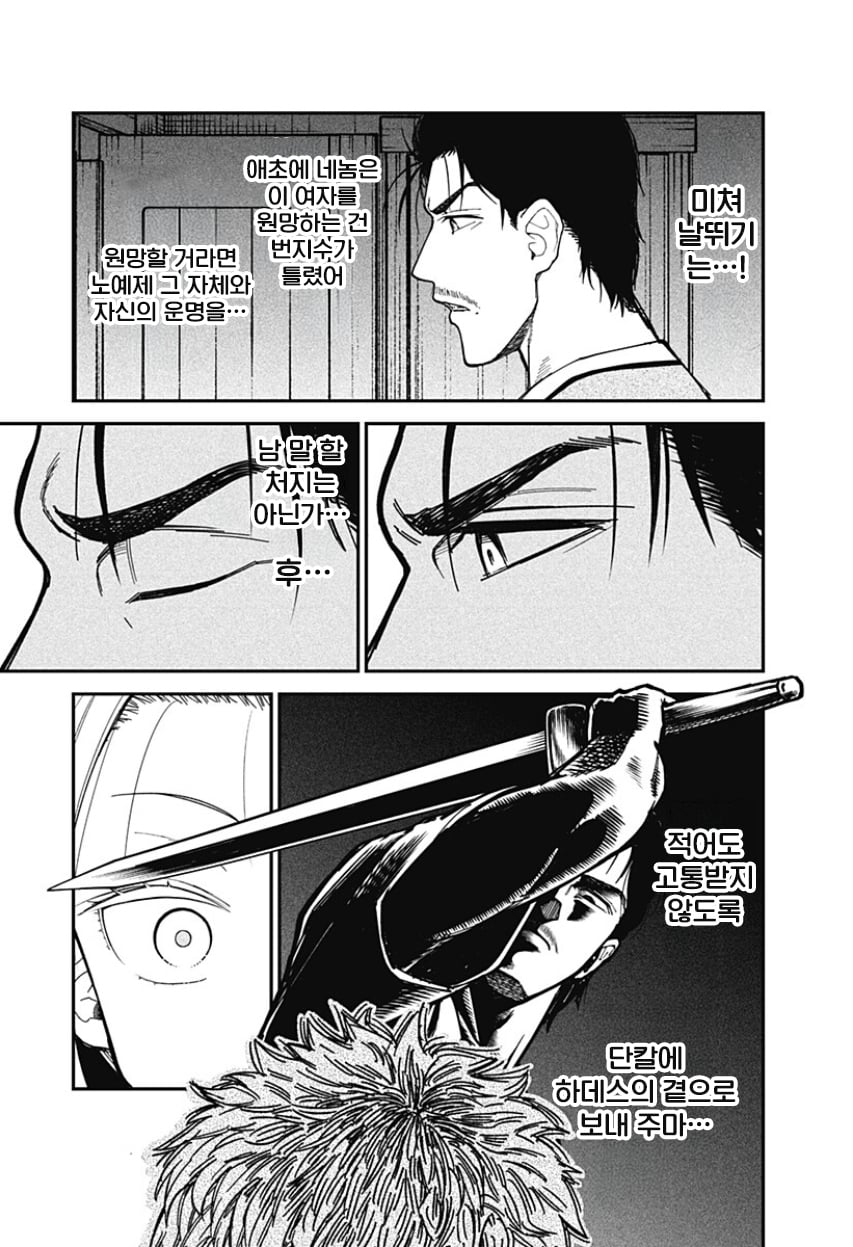 미쳐
날뛰기
는…!
애초에 네놈은
이 여자를
원망하는 건
번지수가
틀렸어
원망할 거라면
노예제 그 자체와
자신의 운명을…
남 말 할
처지는
아닌가…
후…
적어도
고통받지
않도록
단칼에
하데스의 곁으로
보내 주마…